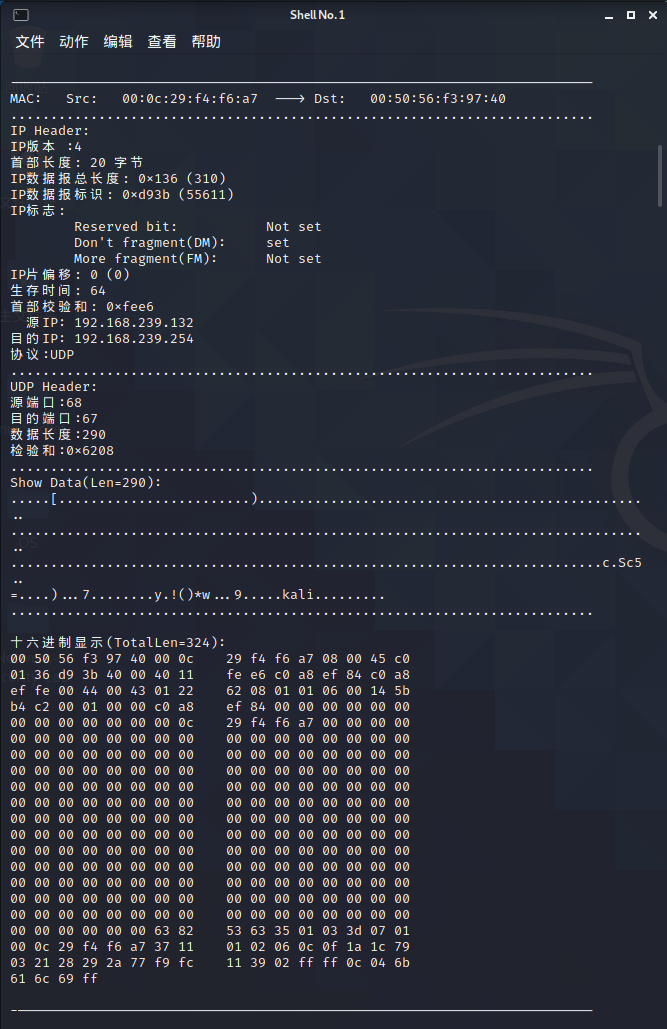 Shell No. 1
文件 动作 编辑 查看 帮助
MAC: Src: 00:0c:29:f4:f6:a7 ---> Dst: 00:50:56:f3:97:40
.........................................................................
IP Header:
IP版本 :4
首部长度: 20 字节
IP数据报总长度: 0×136 (310)
IP数据报标识: 0×d93b (55611)
IP标志:
Reserved bit: Not set
Don't fragment(DM): set
More fragment(FM): Not set
IP片偏移: 0 (0)
生存时间: 64
首部校验和: 0×fee6
源IP: 192.168.239.132
目的IP: 192.168.239.254
协议:UDP
.........................................................................
UDP Header:
源端口:68
目的端口:67
数据长度:290
检验和:0×6208
.........................................................................
Show Data(Len=290):
.....[........................)................................................
..
...............................................................................
..
..........................................................................c.Sc5
..
=....)...7........y.!()*w...9.....kali.........
.........................................................................
十六进制显示(TotalLen=324):
00 50 56 f3 97 40 00 0c 29 f4 f6 a7 08 00 45 c0
01 36 d9 3b 40 00 40 11 fe e6 c0 a8 ef 84 c0 a8
ef fe 00 44 00 43 01 22 62 08 01 01 06 00 14 5b
b4 c2 00 01 00 00 c0 a8 ef 84 00 00 00 00 00 00
00 00 00 00 00 00 00 0c 29 f4 f6 a7 00 00 00 00
00 00 00 00 00 00 00 00 00 00 00 00 00 00 00 00
00 00 00 00 00 00 00 00 00 00 00 00 00 00 00 00
00 00 00 00 00 00 00 00 00 00 00 00 00 00 00 00
00 00 00 00 00 00 00 00 00 00 00 00 00 00 00 00
00 00 00 00 00 00 00 00 00 00 00 00 00 00 00 00
00 00 00 00 00 00 00 00 00 00 00 00 00 00 00 00
00 00 00 00 00 00 00 00 00 00 00 00 00 00 00 00
00 00 00 00 00 00 00 00 00 00 00 00 00 00 00 00
00 00 00 00 00 00 00 00 00 00 00 00 00 00 00 00
00 00 00 00 00 00 00 00 00 00 00 00 00 00 00 00
00 00 00 00 00 00 00 00 00 00 00 00 00 00 00 00
00 00 00 00 00 00 00 00 00 00 00 00 00 00 00 00
00 00 00 00 00 00 63 82 53 63 35 01 03 3d 07 01
00 0c 29 f4 f6 a7 37 11 01 02 06 0c 0f 1a 1c 79
03 21 28 29 2a 77 f9 fc 11 39 02 ff ff 0c 04 6b
61 6c 69 ff